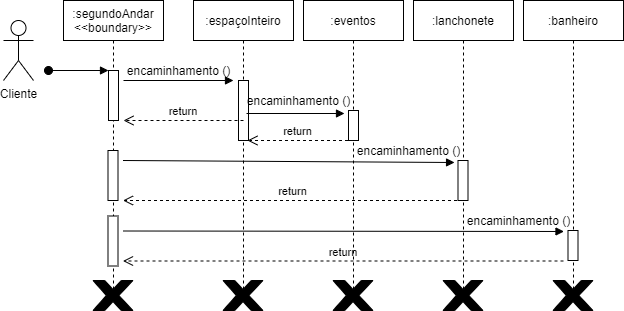 :segundoAndar
<<boundary>>
:espaçoInteiro
:eventos
:lanchonete
:banheiro
Cliente
encaminhamento ()
encaminhamento ()
return
return
encaminhamento ()
return
encaminhamento ()
return